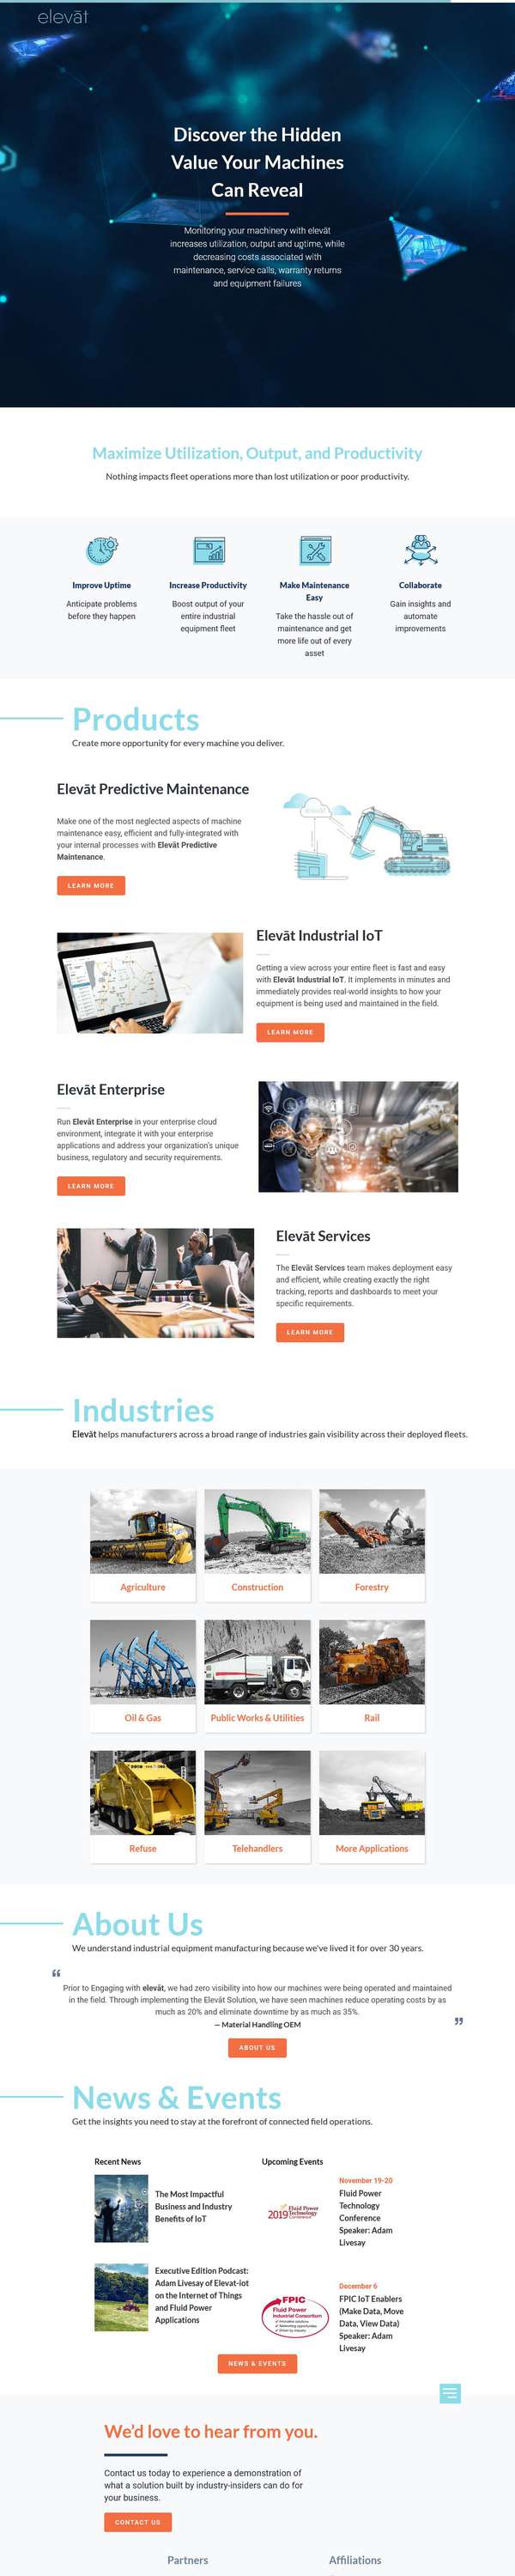 elevāt
Discover the Hidden
Value Your Machines
Can Reveal
Monitoring your machinery with elevāt
increases utilization, output and uptime, while
decreasing costs associated with
maintenance, service calls, warranty returns
and equipment failures
Maximize Utilization, Output, and Productivity
Nothing impacts fleet operations more than lost utilization or poor productivity.
Improve Uptime
Anticipate problems
before they happen
Increase Productivity
Boost output of your
entire industrial
equipment fleet
Make Maintenance
Easy
Take the hassle out of
maintenance and get
more life out of every
asset
Collaborate
Gain insights and
automate
improvements
Products
Create more opportunity for every machine you deliver.
Elevāt Predictive Maintenance
Make one of the most neglected aspects of machine
maintenance easy, efficient and fully-integrated with
your internal processes with Elevāt Predictive
Maintenance.
LEARN MORE
elevāt
Elevāt Industrial IoT
Getting a view across your entire fleet is fast and easy
with Elevāt Industrial IoT. It implements in minutes and
immediately provides real-world insights to how your
equipment is being used and maintained in the field.
LEARN MORE
Elevāt Enterprise
Run Elevāt Enterprise in your enterprise cloud
environment, integrate it with your enterprise
applications and address your organization's unique
business, regulatory and security requirements.
LEARN MORE
Elevāt Services
The Elevāt Services team makes deployment easy
and efficient, while creating exactly the right
tracking, reports and dashboards to meet your
specific requirements.
LEARN MORE
Industries
Elevāt helps manufacturers across a broad range of industries gain visibility across their deployed fleets.
Agriculture
Construction
Forestry
Oil & Gas
Public Works & Utilities
Rail
Refuse
Telehandlers
More Applications
About Us
We understand industrial equipment manufacturing because we've lived it for over 30 years.
“
Prior to Engaging with elevāt, we had zero visibility into how our machines were being operated and maintained
in the field. Through implementing the Elevāt Solution, we have seen machines reduce operating costs by as
much as 20% and eliminate downtime by as much as 35%.
— Material Handling OEM
”
ABOUT US
News & Events
Get the insights you need to stay at the forefront of connected field operations.
Recent News
The Most Impactful
Business and Industry
Benefits of IoT
Executive Edition Podcast:
Adam Livesay of Elevat-iot
on the Internet of Things
and Fluid Power
Applications
Upcoming Events
2019 Fluid Power
Technology
Conference
November 19-20
Fluid Power
Technology
Conference
Speaker: Adam
Livesay
FPIC
Fluid Power
Industrial Consortium
December 6
FPIC IoT Enablers
(Make Data, Move
Data, View Data)
Speaker: Adam
Livesay
NEWS & EVENTS
We'd love to hear from you.
Contact us today to experience a demonstration of
what a solution built by industry-insiders can do for
your business.
CONTACT US
Partners
Affiliations